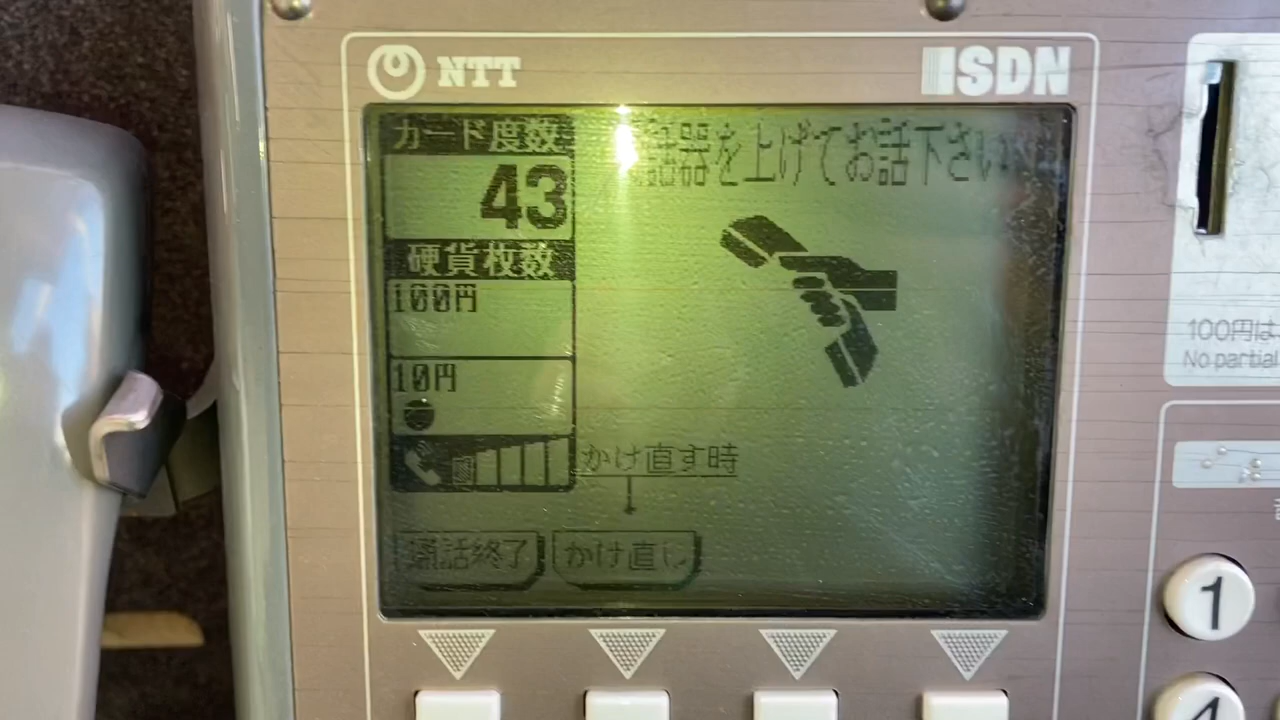 NTT
ISDN
カード度数
話器を上げてお話下さい
43
硬貨枚数
100円
10円
かけ直す時
通話終了
かけ直し
100円は
No partial
1
4